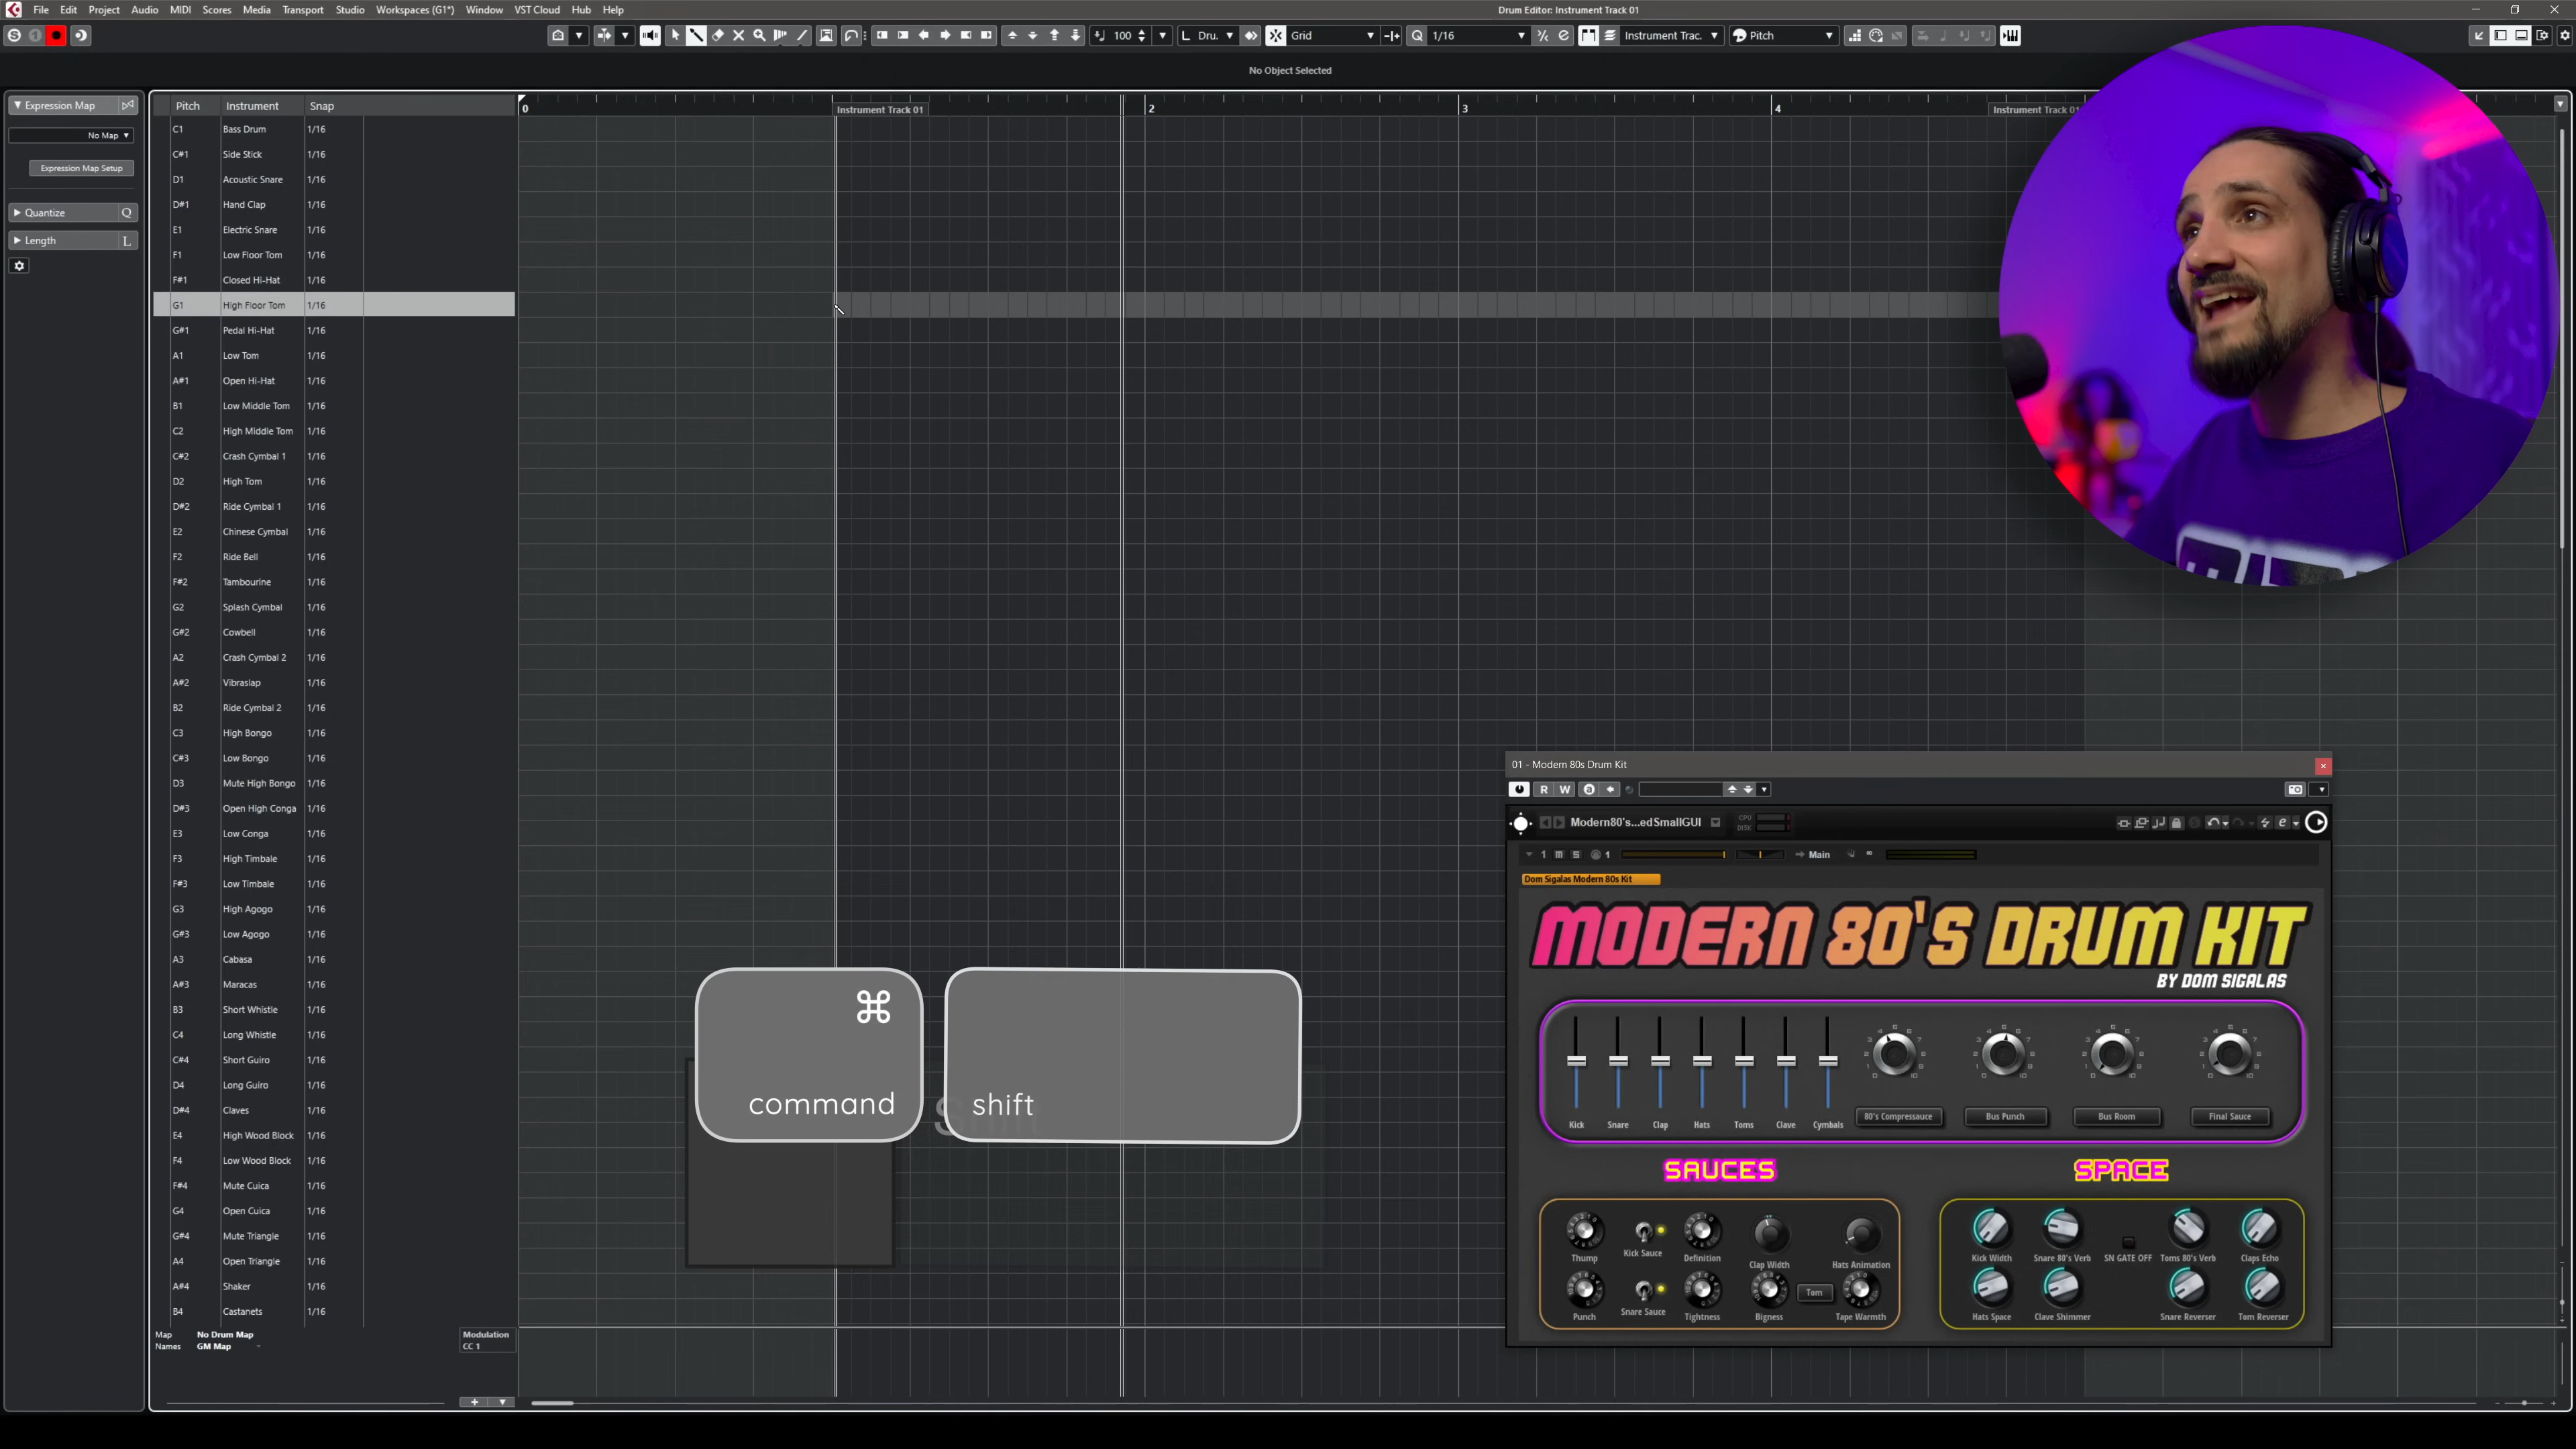 File Edit Project Audio MIDI Scores Media Transport Studio Workspaces (G1*) Window VST Cloud Hub Help
Drum Editor: Instrument Track 01
100 L Dru. Grid Q 1/16 Instrument Trac. Pitch
No Object Selected
Expression Map
No Map
Expression Map Setup
Quantize Q
Length L
Pitch Instrument Snap
0 2 3 4
Instrument Track 01 Instrument Track 01
C1 Bass Drum 1/16
C#1 Side Stick 1/16
D1 Acoustic Snare 1/16
D#1 Hand Clap 1/16
E1 Electric Snare 1/16
F1 Low Floor Tom 1/16
F#1 Closed Hi-Hat 1/16
G1 High Floor Tom 1/16
G#1 Pedal Hi-Hat 1/16
A1 Low Tom 1/16
A#1 Open Hi-Hat 1/16
B1 Low Middle Tom 1/16
C2 High Middle Tom 1/16
C#2 Crash Cymbal 1 1/16
D2 High Tom 1/16
D#2 Ride Cymbal 1 1/16
E2 Chinese Cymbal 1/16
F2 Ride Bell 1/16
F#2 Tambourine 1/16
G2 Splash Cymbal 1/16
G#2 Cowbell 1/16
A2 Crash Cymbal 2 1/16
A#2 Vibraslap 1/16
B2 Ride Cymbal 2 1/16
C3 High Bongo 1/16
C#3 Low Bongo 1/16
D3 Mute High Bongo 1/16
D#3 Open High Conga 1/16
E3 Low Conga 1/16
F3 High Timbale 1/16
F#3 Low Timbale 1/16
G3 High Agogo 1/16
G#3 Low Agogo 1/16
A3 Cabasa 1/16
A#3 Maracas 1/16
B3 Short Whistle 1/16
C4 Long Whistle 1/16
C#4 Short Guiro 1/16
D4 Long Guiro 1/16
D#4 Claves 1/16
E4 High Wood Block 1/16
F4 Low Wood Block 1/16
F#4 Mute Cuica 1/16
G4 Open Cuica 1/16
G#4 Mute Triangle 1/16
A4 Open Triangle 1/16
A#4 Shaker 1/16
B4 Castanets 1/16
Map No Drum Map
Names GM Map
Modulation
CC 1
⌘
command
shift
01 - Modern 80s Drum Kit
R W
Modern80's...edSmallGUI CPU
DISK
1 M S 1 Main
Dom Sigalas Modern 80s Kit
MODERN 80'S DRUM KIT
BY DOM SIGALAS
Kick Snare Clap Hats Toms Clave Cymbals
80's Compressauce Bus Punch Bus Room Final Sauce
SAUCES
Thump Kick Sauce Definition Clap Width Hats Animation
Punch Snare Sauce Tightness Bigness Tom Tape Warmth
SPACE
Kick Width Snare 80's Verb SN GATE OFF Toms 80's Verb Claps Echo
Hats Space Clave Shimmer Snare Reverser Tom Reverser